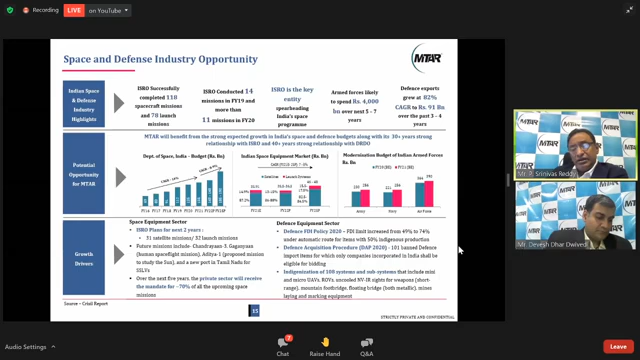 Recording
LIVE
on YouTube
Space and Defense Industry Opportunity
MTAR
Indian Space
& Defense
Industry
Highlights
ISRO Successfully
completed 118
spacecraft missions
and 78 launch
missions
ISRO Conducted 14
missions in FY19 and
more than
11 missions in FY20
ISRO is the key
entity
spearheading
India's space
programme
Armed forces likely
to spend Rs. 4,000
bn over next 5-7
years
Defence exports
grew at 82%
CAGR to Rs. 91 Bn
over the past 3-4
years
MTAR will benefit from the strong expected growth in India's space and defence budgets along with its 30+ years strong
relationship with ISRO and 40+ years strong relationship with DRDO
Potential
Opportunity for
MTAR
Dept. of Space, India - Budget (Rs. Bn)
Indian Space Equipment Market (Rs. Bn)
Modernisation Budget of Indian Armed Forces
Rs. Bn
Army
Navy
Air Force
Growth
Drivers
Space Equipment Sector
ISRO Plans for next 2 years:
31 satellite missions/ 32 launch missions
Future missions include- Chandrayaan-3, Gaganyaan
(human spaceflight mission), Aditya-1 (proposed mission
to study the Sun), and a new port in Tamil Nadu for
SSLVs
Over the next five years, the private sector will receive
the mandate for ~70% of all the upcoming space
missions
Defence Equipment Sector
Defence FDI Policy 2020 - FDI limit increased from 49% to 74%
under automatic route for items with 50% indigenous production
Defence Acquisition Procedure (DAP 2020) - 101 banned Defence
import items for which only companies incorporated in India shall be
eligible for bidding
Indigenization of 108 systems and sub-systems that include mini
and micro UAVs, ROVs, uncooled NV-IR sights for weapons (short-
range), mountain footbridge, floating bridge (both metallic), mines
laying and marking equipment
Source – Crisil Report
15
STRICTLY PRIVATE AND CONFIDENTIAL
Mr. P. Srinivas Reddy
Mr. Devesh Dhar Dwived
Audio Settings
7
Chat
Raise Hand
Q&A
Leave